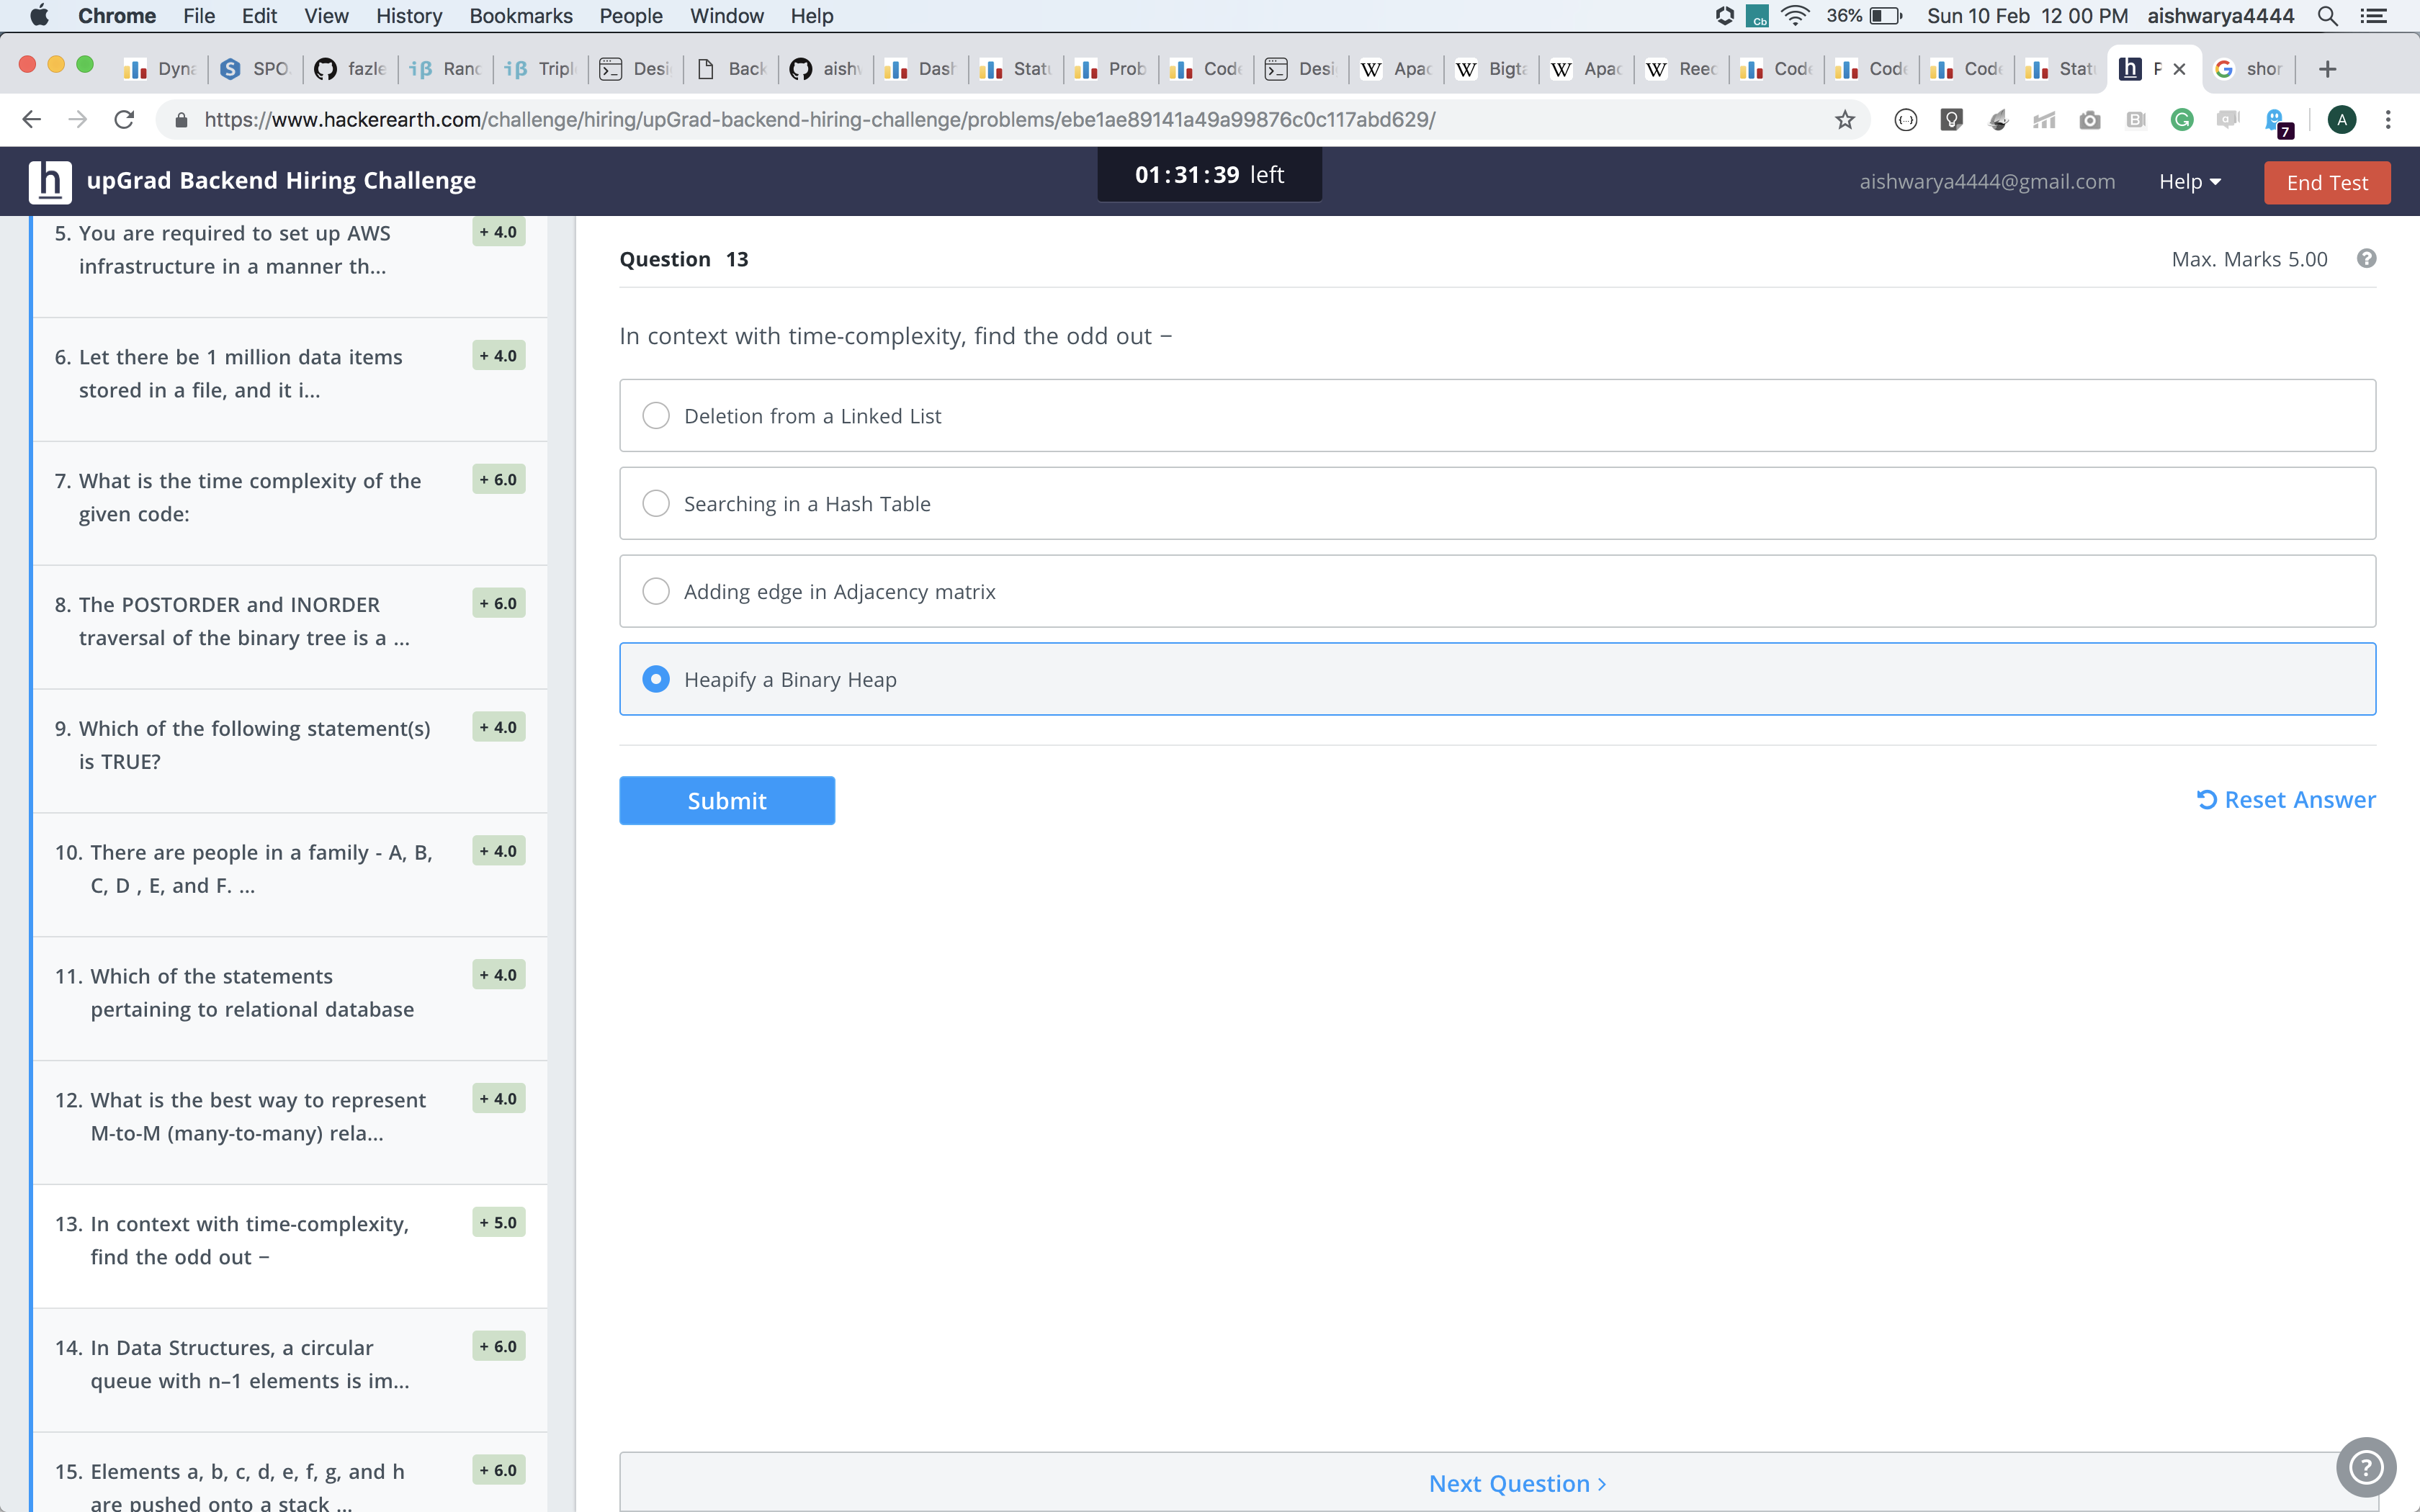 Chrome File Edit View History Bookmarks People Window Help
Cb 36% Sun 10 Feb 12 00 PM aishwarya4444
Dyna SPO. fazle Ranc Triple Desi Back aishv Dash Stat Prob Code Desi Apac Bigta Apac Reec Code Code Code Stat P shor
https://www.hackerearth.com/challenge/hiring/upGrad-backend-hiring-challenge/problems/ebe1ae89141a49a99876c0c117abd629/
7
A
h upGrad Backend Hiring Challenge
01:31:39 left
aishwarya4444@gmail.com Help End Test
5. You are required to set up AWS
infrastructure in a manner th...
+ 4.0
6. Let there be 1 million data items
stored in a file, and it i...
+ 4.0
7. What is the time complexity of the
given code:
+ 6.0
8. The POSTORDER and INORDER
traversal of the binary tree is a ...
+ 6.0
9. Which of the following statement(s)
is TRUE?
+ 4.0
10. There are people in a family - A, B,
C, D , E, and F. ...
+ 4.0
11. Which of the statements
pertaining to relational database
+ 4.0
12. What is the best way to represent
M-to-M (many-to-many) rela...
+ 4.0
13. In context with time-complexity,
find the odd out –
+ 5.0
14. In Data Structures, a circular
queue with n–1 elements is im...
+ 6.0
15. Elements a, b, c, d, e, f, g, and h
are pushed onto a stack ...
+ 6.0
Question 13
Max. Marks 5.00
In context with time-complexity, find the odd out –
Deletion from a Linked List
Searching in a Hash Table
Adding edge in Adjacency matrix
Heapify a Binary Heap
Submit
Reset Answer
Next Question >